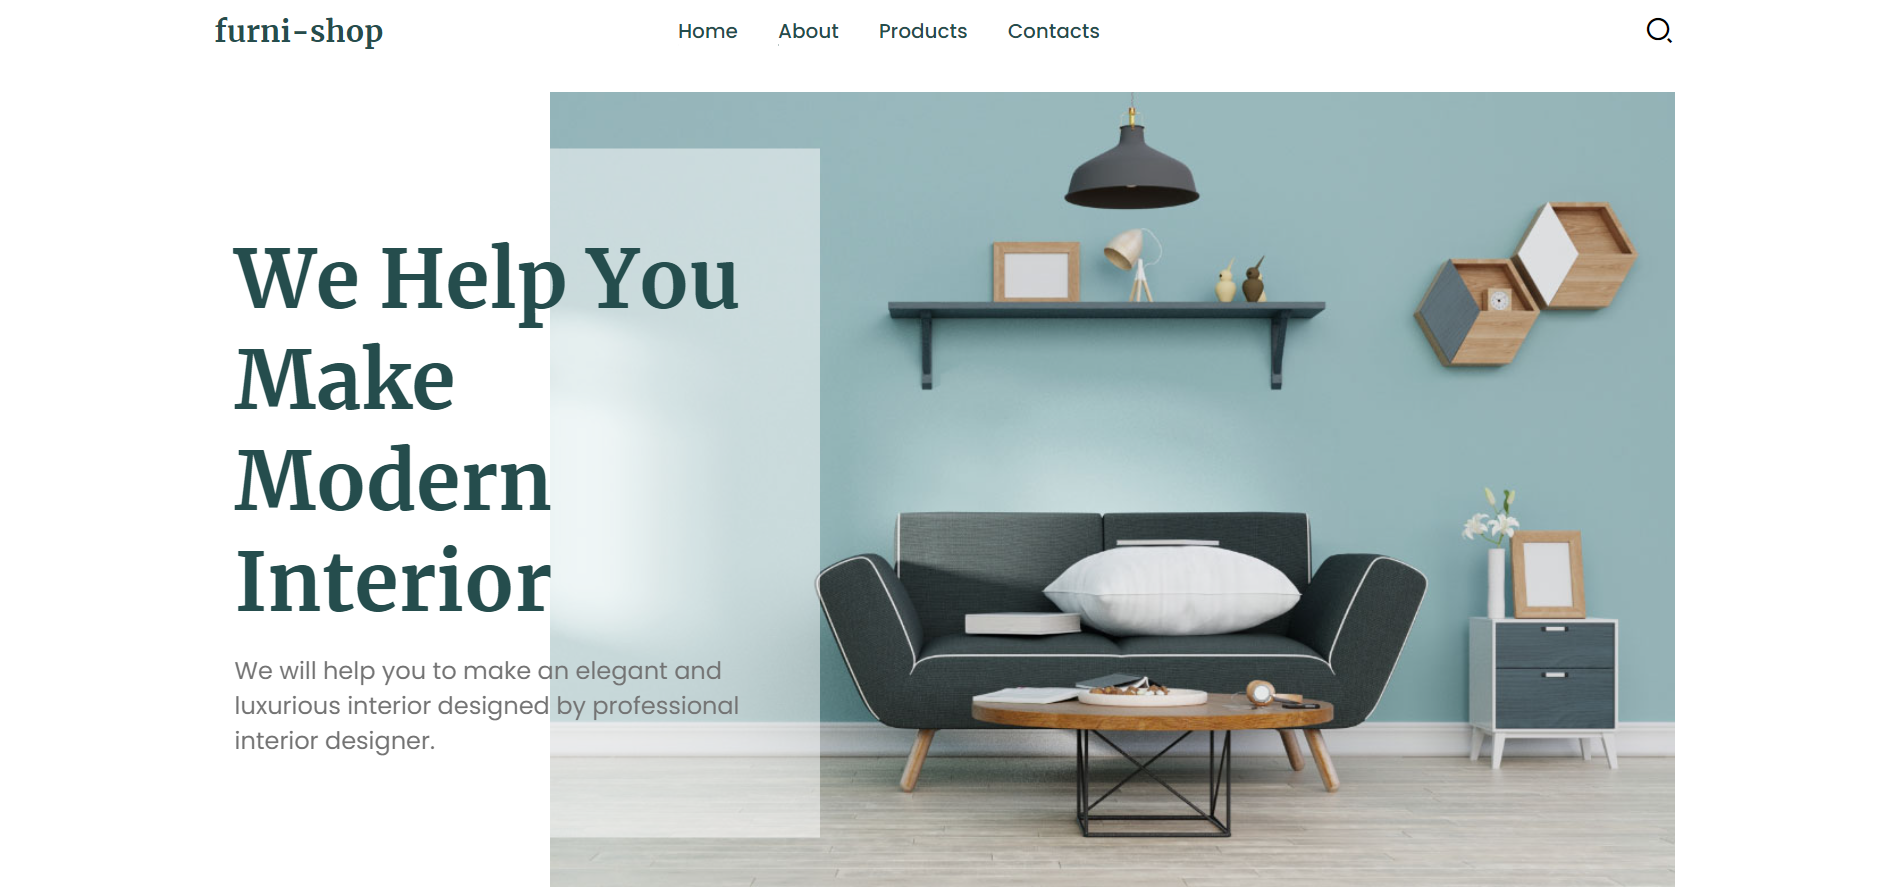 furni-shop
Home About Products Contacts
We Help You
Make
Modern
Interior
We will help you to make an elegant and
luxurious interior designed by professional
interior designer.